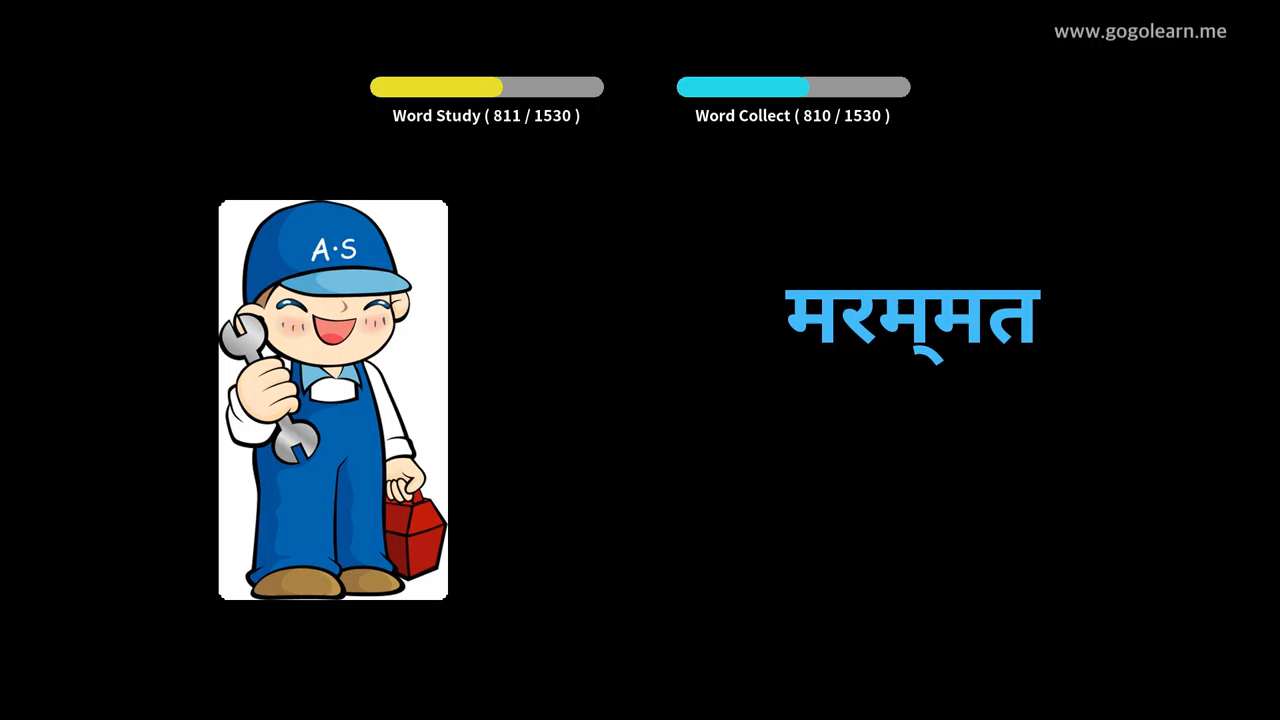 www.gogolearn.me
Word Study ( 811 / 1530 )
Word Collect ( 810 / 1530 )
A·S
मरम्मत